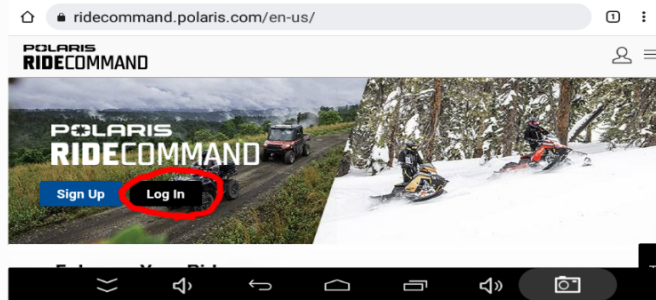 ridecommand.polaris.com/en-us/
1
POLARIS
RIDECOMMAND
POLARIS
RIDECOMMAND
Sign Up
Log In